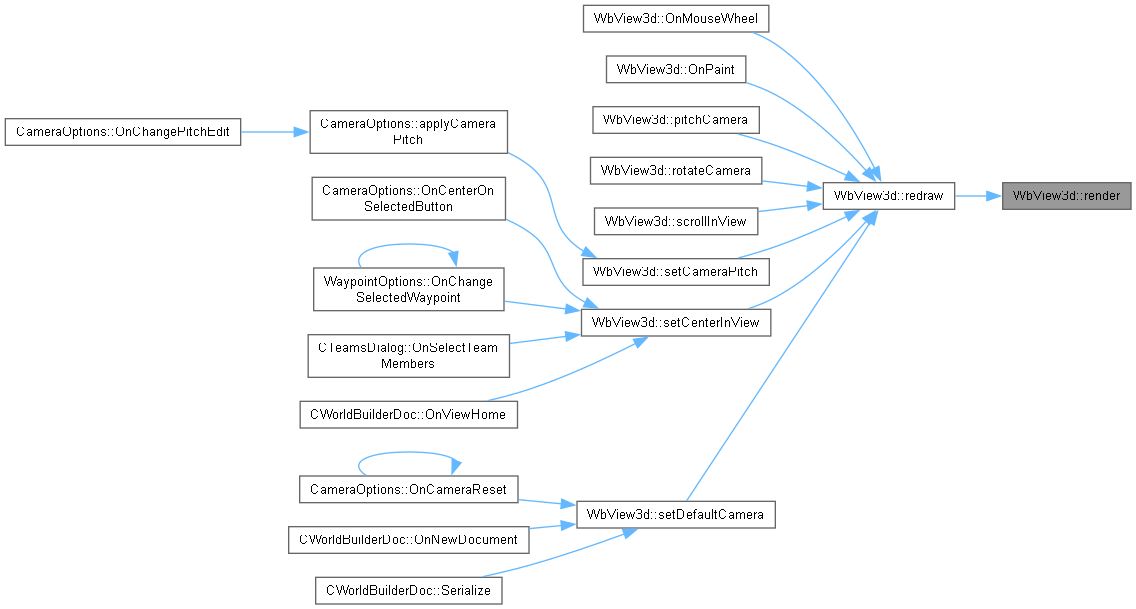 WbView3d::OnMouseWheel
WbView3d::OnPaint
WbView3d::pitchCamera
CameraOptions::OnChangePitchEdit
CameraOptions::applyCamera
Pitch
WbView3d::rotateCamera
CameraOptions::OnCenterOn
SelectedButton
WbView3d::redraw
WbView3d::render
WbView3d::scrollInView
WbView3d::setCameraPitch
WaypointOptions::OnChange
SelectedWaypoint
WbView3d::setCenterInView
CTeamsDialog::OnSelectTeam
Members
CWorldBuilderDoc::OnViewHome
CameraOptions::OnCameraReset
WbView3d::setDefaultCamera
CWorldBuilderDoc::OnNewDocument
CWorldBuilderDoc::Serialize